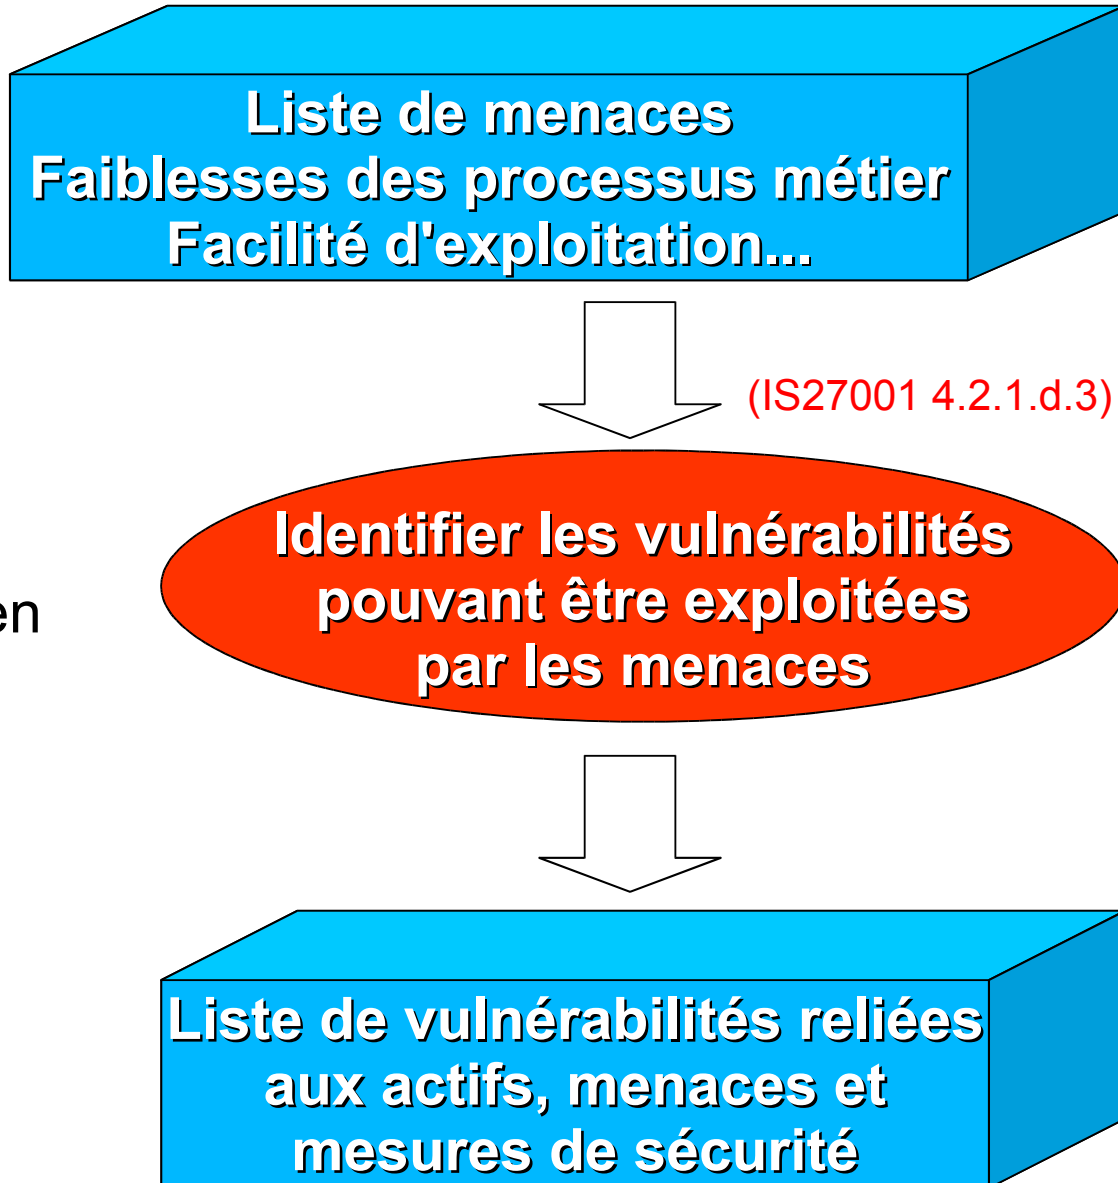 Liste de menaces
Faiblesses des processus métier
Facilité d'exploitation...
(IS27001 4.2.1.d.3)
Identifier les vulnérabilités
pouvant être exploitées
par les menaces
en
Liste de vulnérabilités reliées
aux actifs, menaces et
mesures de sécurité